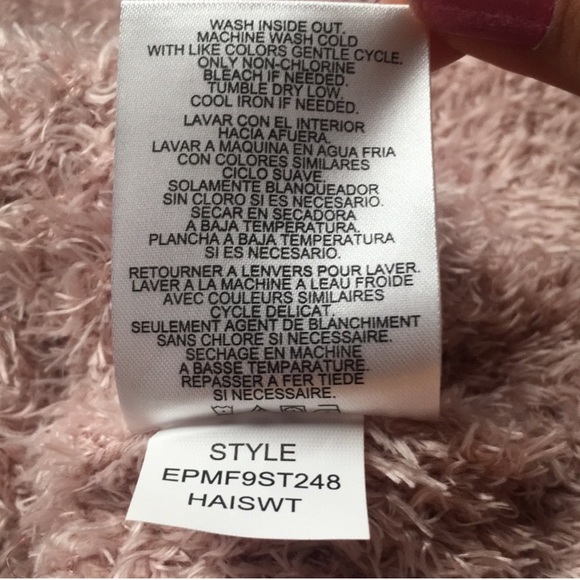 WASH INSIDE OUT.
MACHINE WASH COLD
WITH LIKE COLORS GENTLE CYCLE.
ONLY NON-CHLORINE
BLEACH IF NEEDED.
TUMBLE DRY LOW.
COOL IRON IF NEEDED.
LAVAR CON EL INTERIOR
HACIA AFUERA.
LAVAR A MAQUINA EN AGUA FRIA
CON COLORES SIMILARES
CICLO SUAVE.
SOLAMENTE BLANQUEADOR
SIN CLORO SI ES NECESARIO.
SECAR EN SECADORA
A BAJA TEMPERATURA.
PLANCHA A BAJA TEMPERATURA
SI ES NECESARIO.
RETOURNER A LENVERS POUR LAVER.
LAVER A LA MACHINE A LEAU FROIDE
AVEC COULEURS SIMILAIRES
CYCLE DELICAT.
SEULEMENT AGENT DE BLANCHIMENT
SANS CHLORE SI NECESSAIRE.
SECHAGE EN MACHINE
A BASSE TEMPARATURE.
REPASSER A FER TIEDE
SI NECESSAIRE.
STYLE
EPMF9ST248
HAISWT